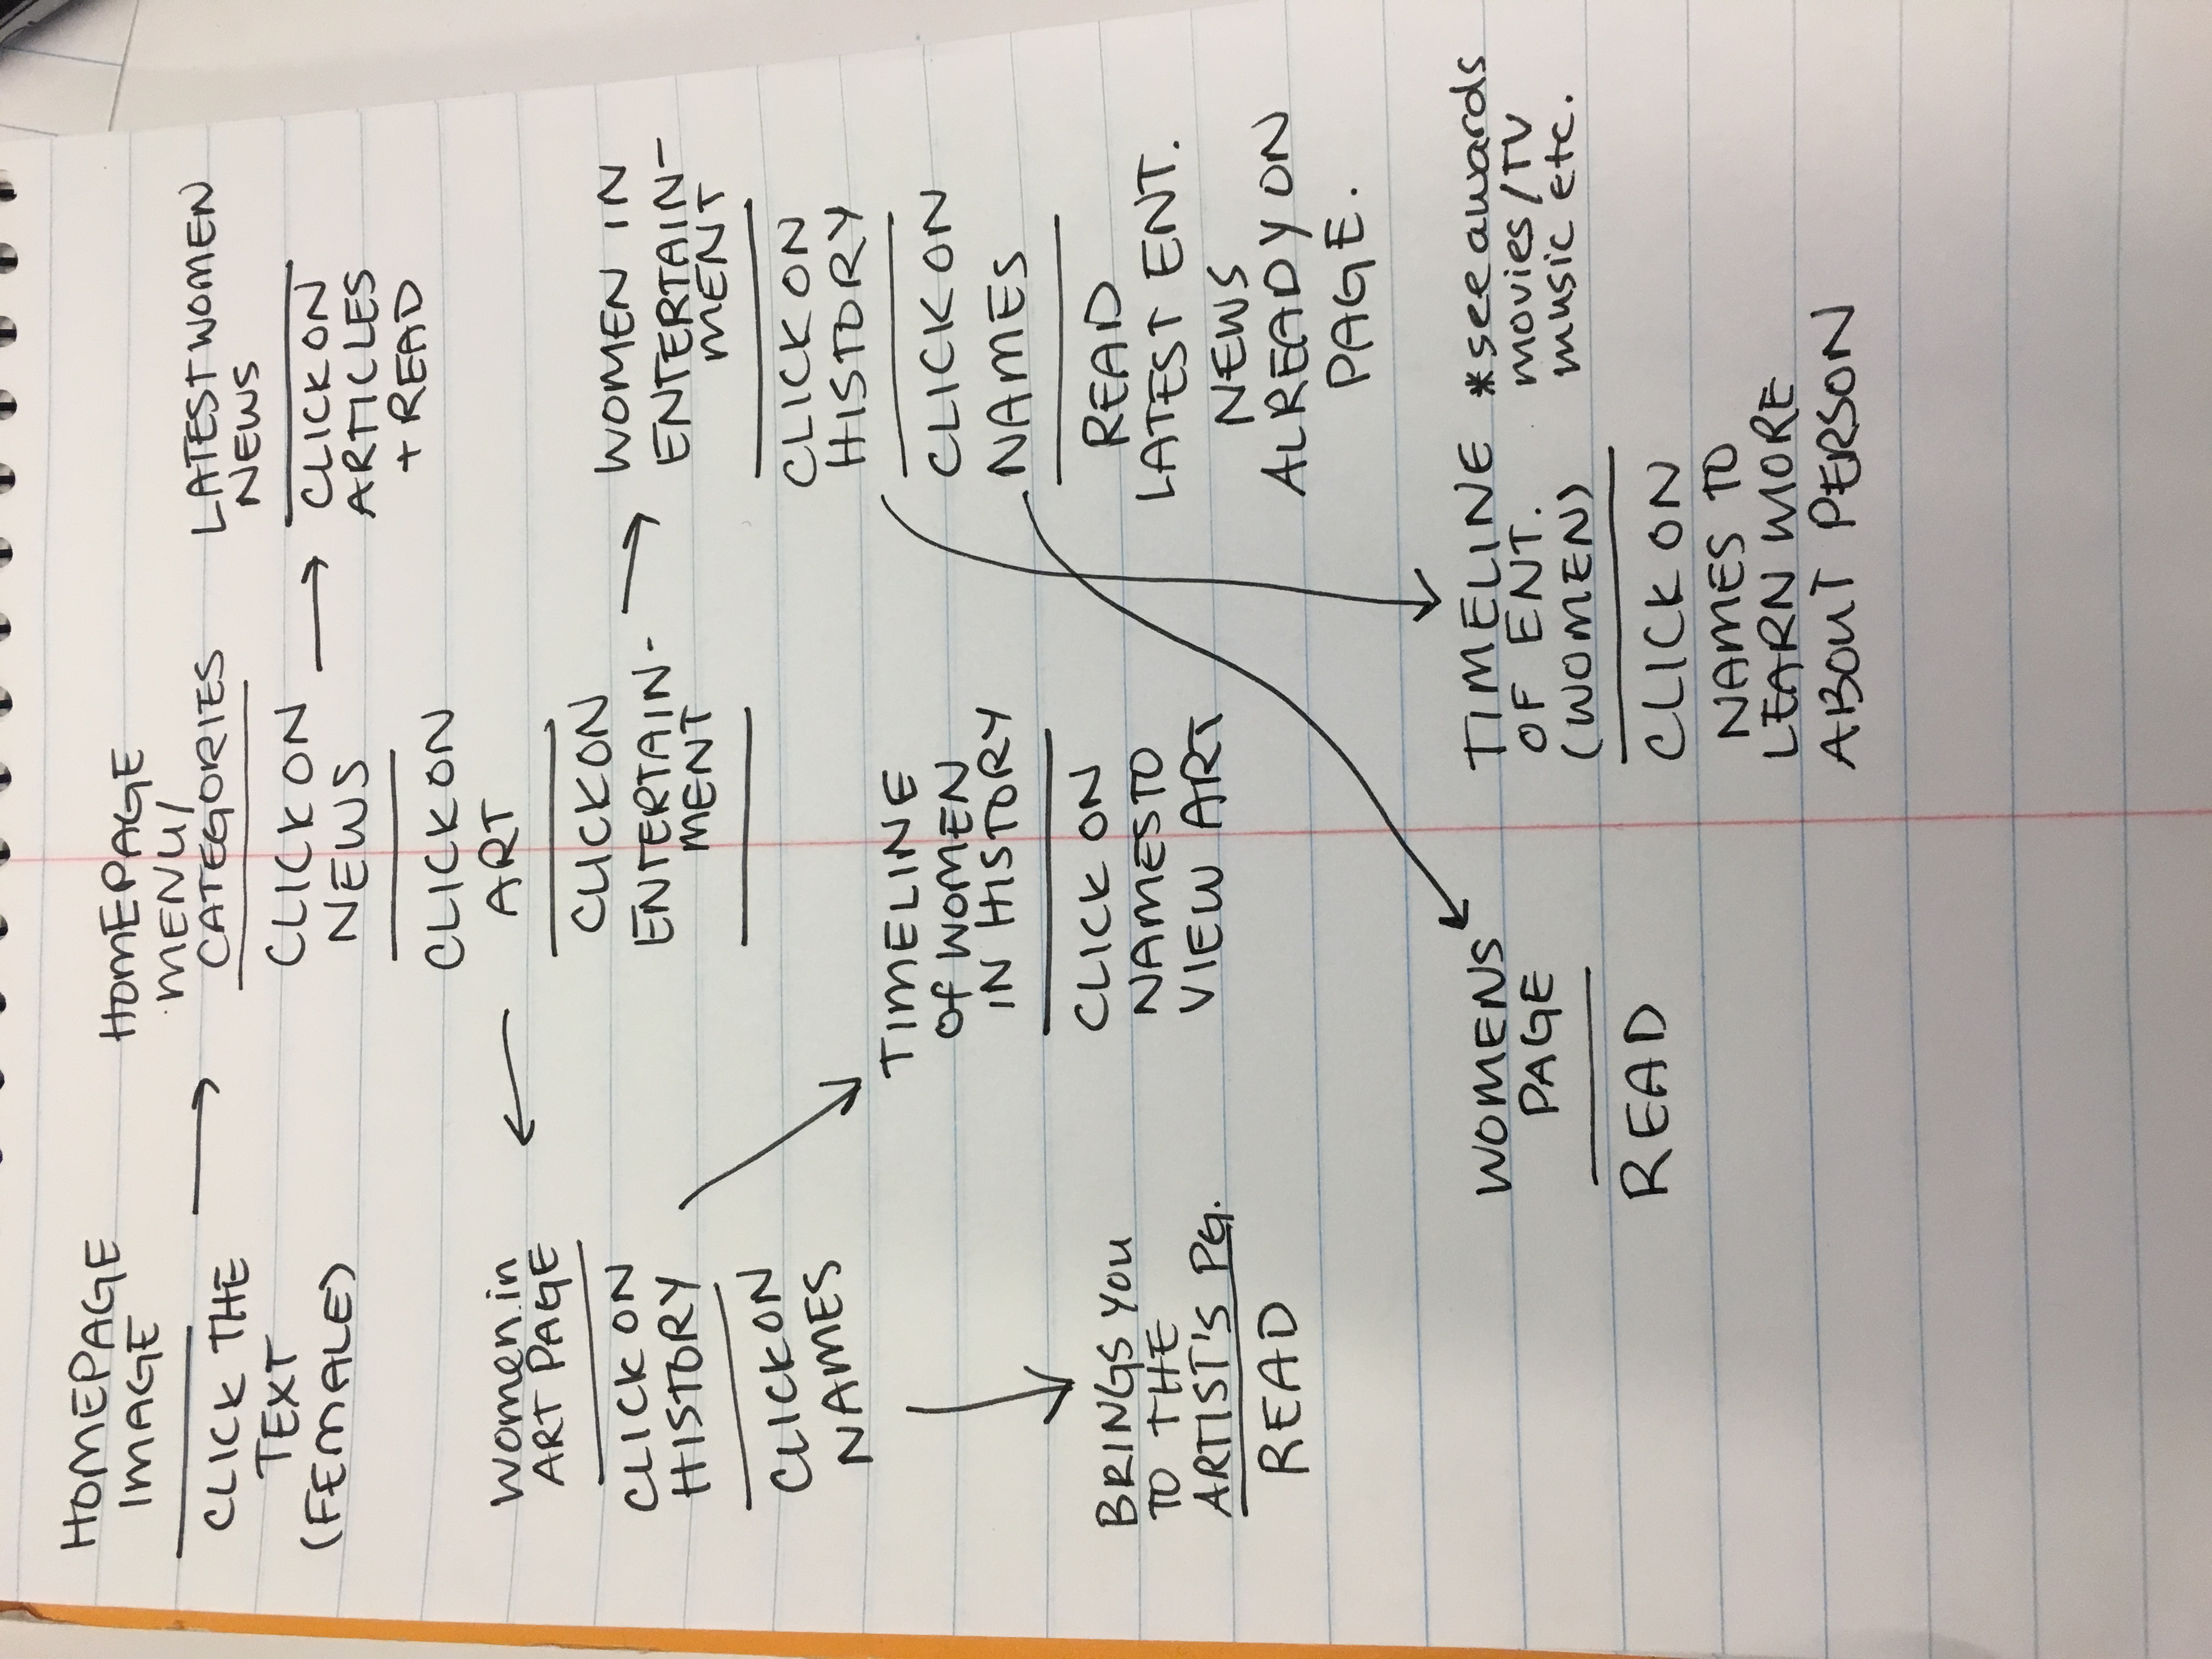 HOMEPAGE
IMAGE
CLICK THE
TEXT
(FEMALE)
HOMEPAGE
MENU/
CATEGORIES
CLICK ON
NEWS
CLICK ON
ART
CLICK ON
ENTERTAIN-
MENT
LATEST WOMEN
NEWS
CLICK ON
ARTICLES
+ READ
Women in
ART PAGE
CLICK ON
HISTORY
CLICK ON
NAMES
BRINGS YOU
TO THE
ARTIST'S PG.
READ
TIMELINE
Of WOMEN
IN HISTORY
CLICK ON
NAMES TO
VIEW ART
WOMEN IN
ENTERTAIN-
MENT
CLICK ON
HISTORY
CLICK ON
NAMES
READ
LATEST ENT.
NEWS
ALREADY ON
PAGE.
WOMENS
PAGE
READ
TIMELINE
OF ENT.
(WOMEN)
CLICK ON
NAMES TO
LEARN MORE
ABOUT PERSON
*see awards
movies/TV
music etc.